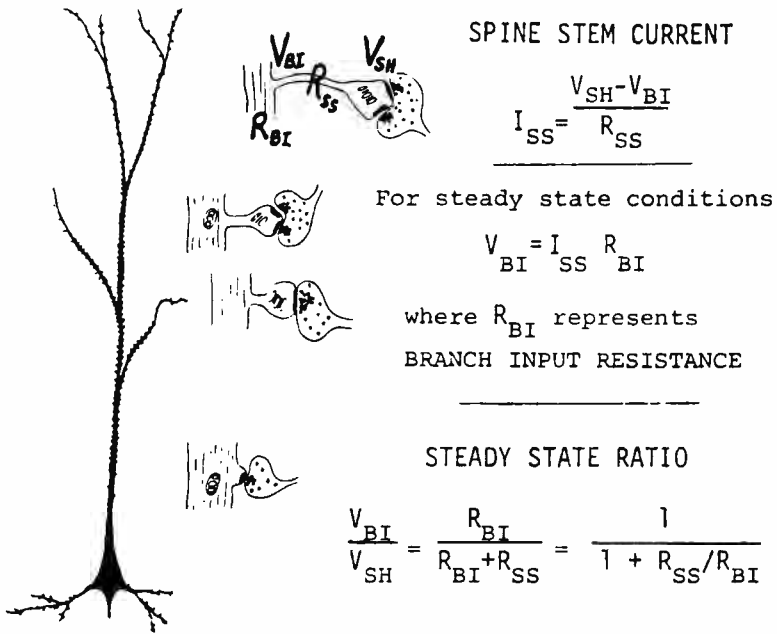 V_BI V_SH
R_SS
R_BI
SPINE STEM CURRENT
I_SS = (V_SH - V_BI) / R_SS
For steady state conditions
V_BI = I_SS R_BI
where R_BI represents
BRANCH INPUT RESISTANCE
STEADY STATE RATIO
V_BI / V_SH = R_BI / (R_BI + R_SS) = 1 / (1 + R_SS/R_BI)